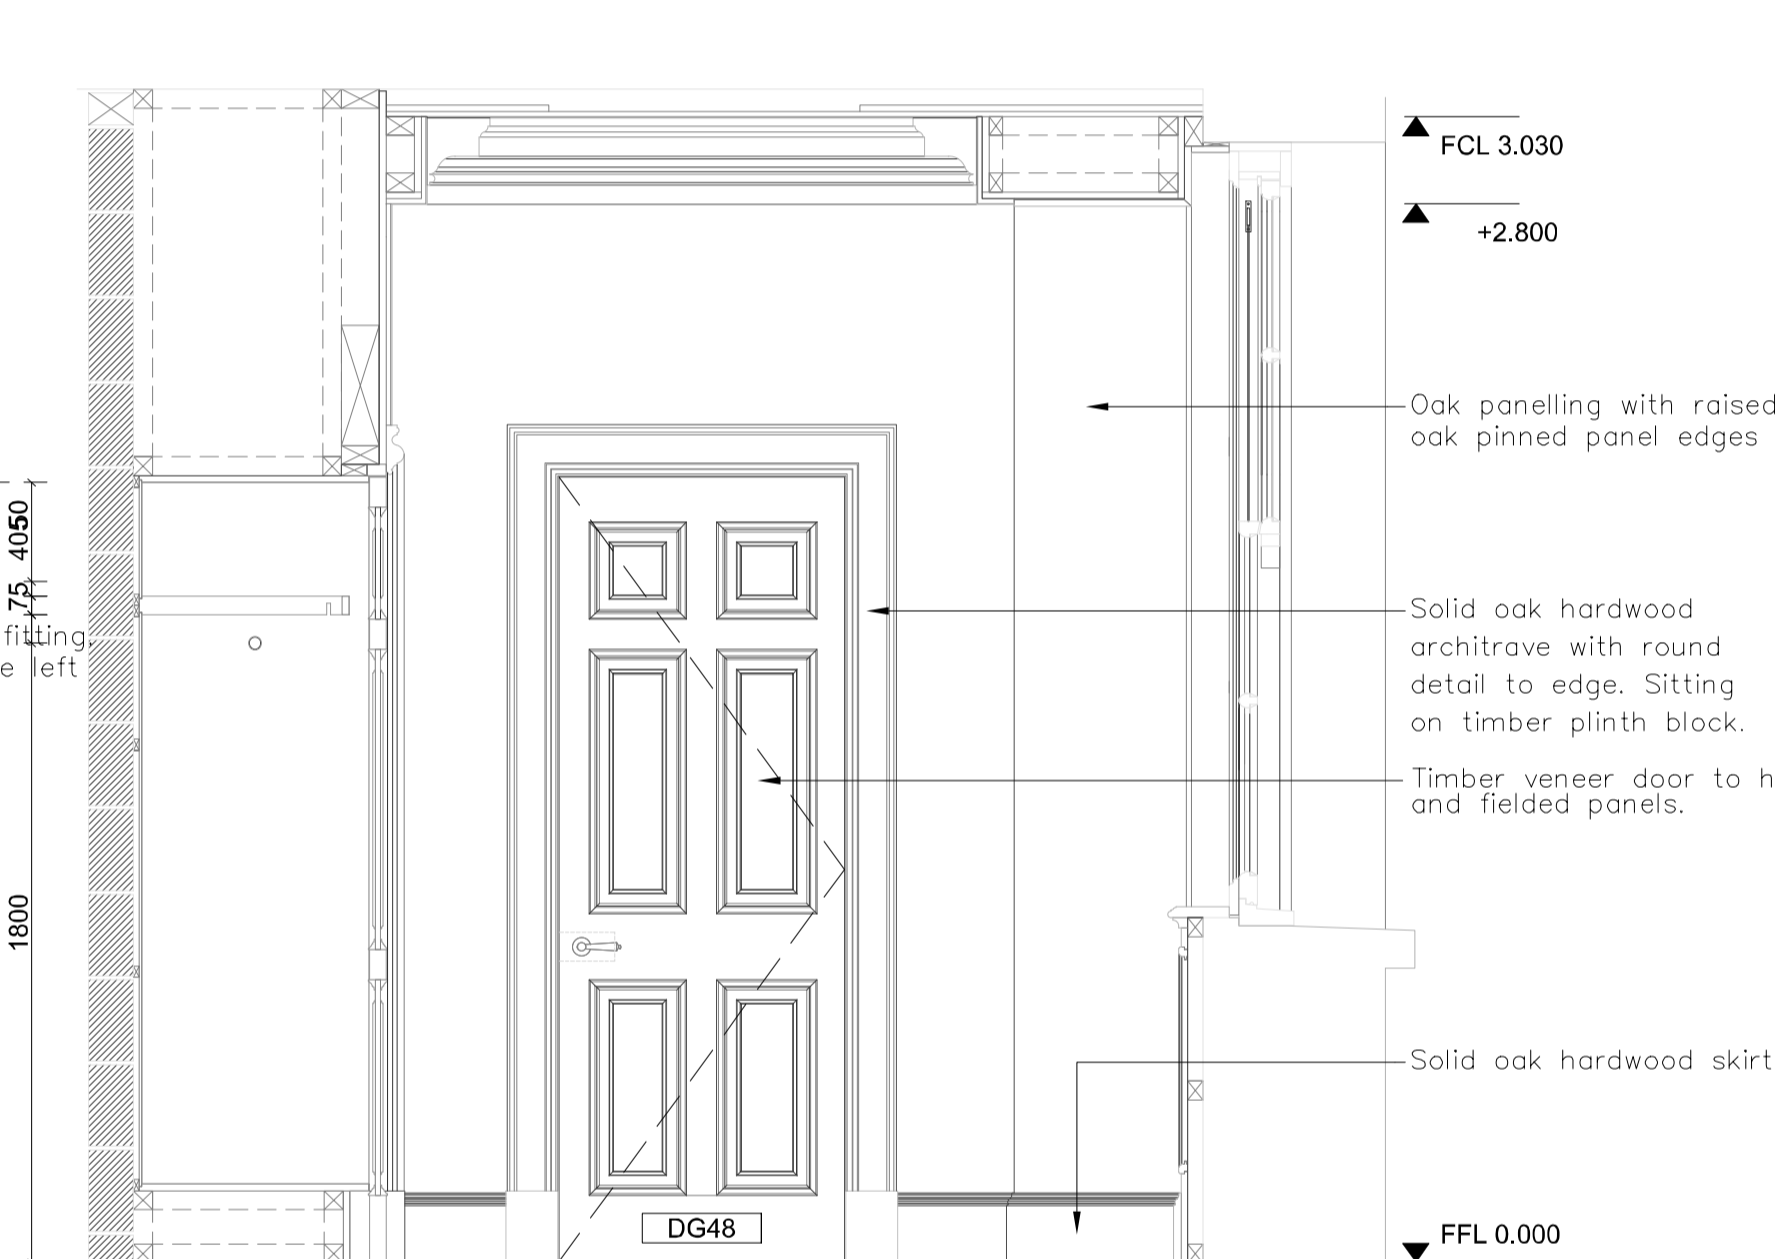 FCL 3.030
+2.800
Oak panelling with raised
oak pinned panel edges
50
405
75
fitting,
e left
Solid oak hardwood
architrave with round
detail to edge. Sitting
on timber plinth block.
Timber veneer door to h
and fielded panels.
1800
Solid oak hardwood skirt
DG48
FFL 0.000